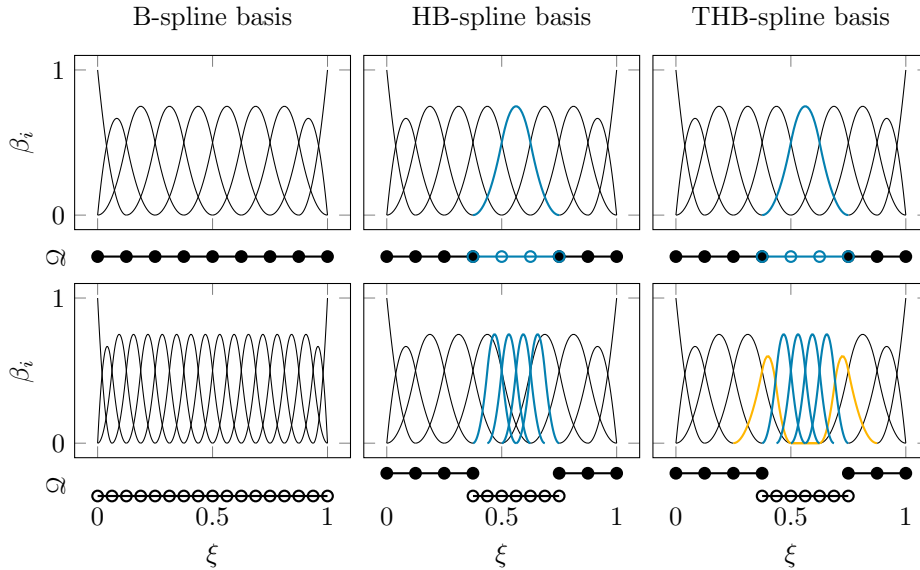 B-spline basis
HB-spline basis
THB-spline basis
1
0
βᵢ
𝒬
1
0
βᵢ
𝒬
0 0.5 1
0 0.5 1
0 0.5 1
ξ
ξ
ξ